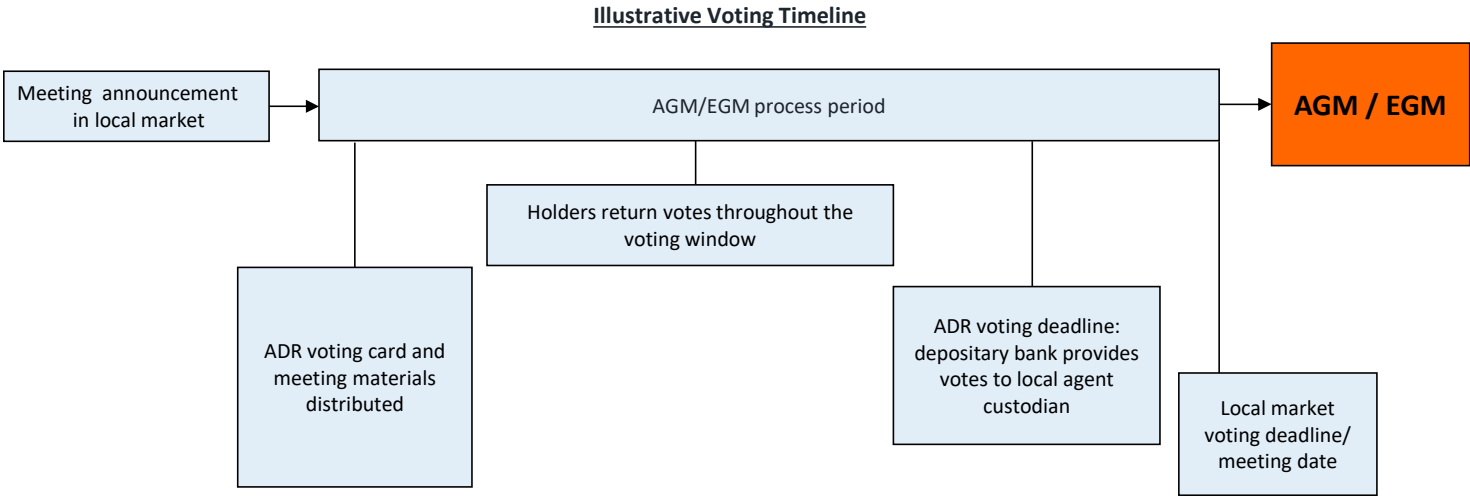 Illustrative Voting Timeline
Meeting announcement
in local market
AGM/EGM process period
AGM / EGM
Holders return votes throughout the
voting window
ADR voting card and
meeting materials
distributed
ADR voting deadline:
depositary bank provides
votes to local agent
custodian
Local market
voting deadline/
meeting date